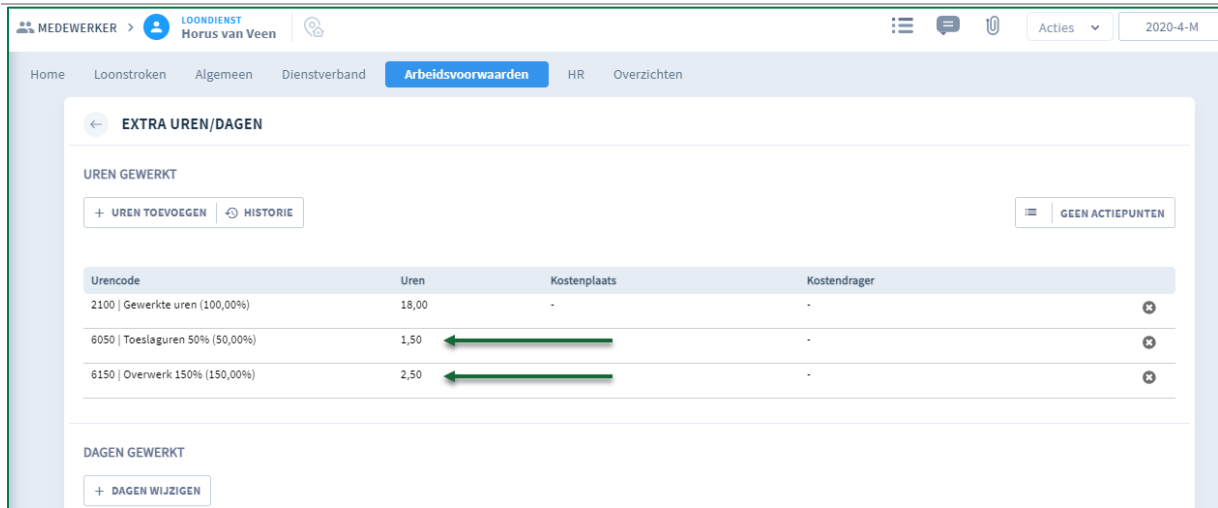 MEDEWERKER > LOONDIENST
Horus van Veen
Acties
2020-4-M
Home Loonstroken Algemeen Dienstverband Arbeidsvoorwaarden HR Overzichten
← EXTRA UREN/DAGEN
UREN GEWERKT
+ UREN TOEVOEGEN HISTORIE GEEN ACTIEPUNTEN
Urencode Uren Kostenplaats Kostendrager
2100 | Gewerkte uren (100,00%) 18,00 - -
6050 | Toeslaguren 50% (50,00%) 1,50 -
6150 | Overwerk 150% (150,00%) 2,50 -
DAGEN GEWERKT
+ DAGEN WIJZIGEN